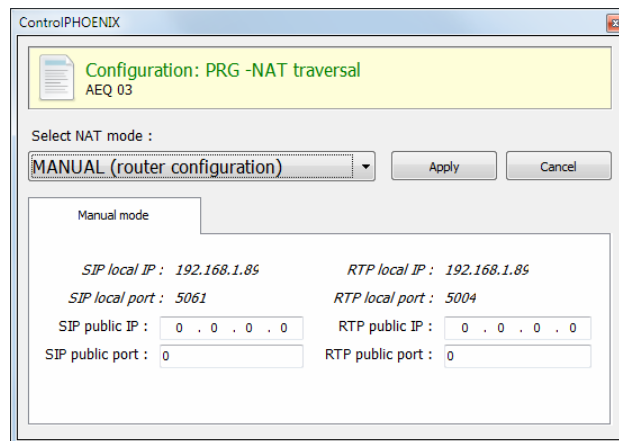 ControlPHOENIX
Configuration: PRG -NAT traversal
AEQ 03
Select NAT mode :
MANUAL (router configuration)
Apply
Cancel
Manual mode
SIP local IP : 192.168.1.89
RTP local IP : 192.168.1.89
SIP local port : 5061
RTP local port : 5004
SIP public IP : 0 . 0 . 0 . 0
RTP public IP : 0 . 0 . 0 . 0
SIP public port : 0
RTP public port : 0